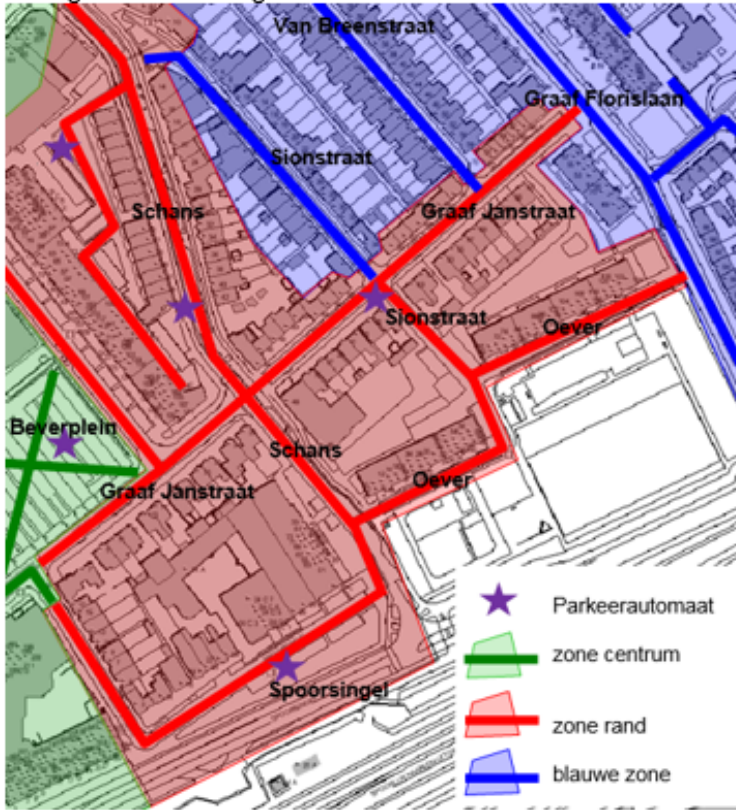 Van Breenstraat
Graaf Florislaan
Sionstraat
Schans
Graaf Janstraat
Sionstraat
Oever
Beverplein
Schans
Graaf Janstraat
Oever
Parkeerautomaat
zone centrum
Spoorsingel
zone rand
blauwe zone